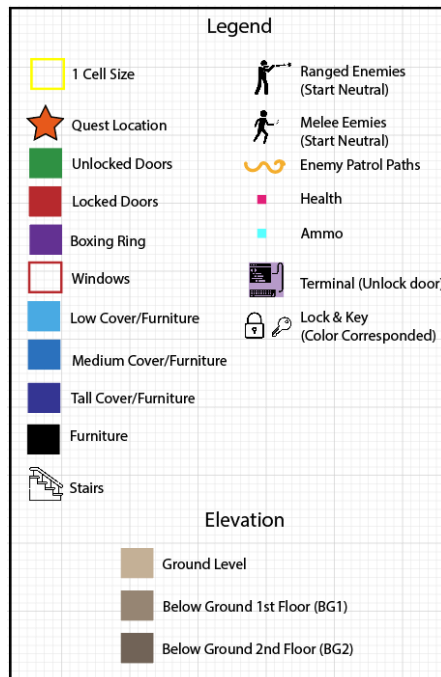 Legend
1 Cell Size
Quest Location
Unlocked Doors
Locked Doors
Boxing Ring
Windows
Low Cover/Furniture
Medium Cover/Furniture
Tall Cover/Furniture
Furniture
Stairs
Ranged Enemies
(Start Neutral)
Melee Eemies
(Start Neutral)
Enemy Patrol Paths
Health
Ammo
Terminal (Unlock door)
Lock & Key
(Color Corresponded)
Elevation
Ground Level
Below Ground 1st Floor (BG1)
Below Ground 2nd Floor (BG2)